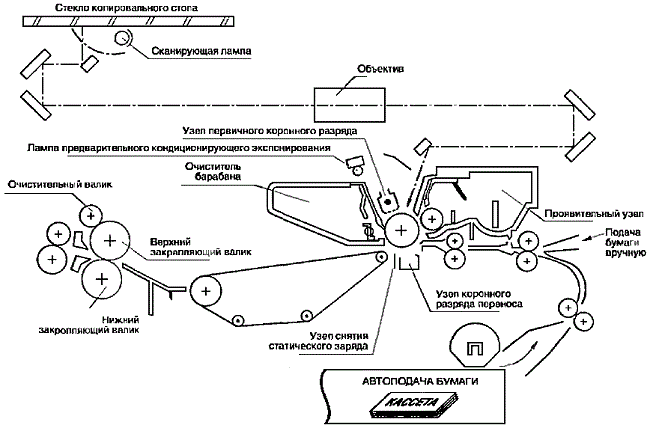 Стекло копировального стола
Сканирующая лампа
Объектив
Узел первичного коронного разряда
Лампа предварительного кондиционирующего экспонирования
Очиститель
барабана
Очистительный валик
Проявительный узел
Верхний
закрепляющий валик
Подача
бумаги
вручную
Узел коронного
разряда переноса
Нижний
закропляющий валик
Узел снятия
статического заряда
АВТОПОДАЧА БУМАГИ
КАССЕТА